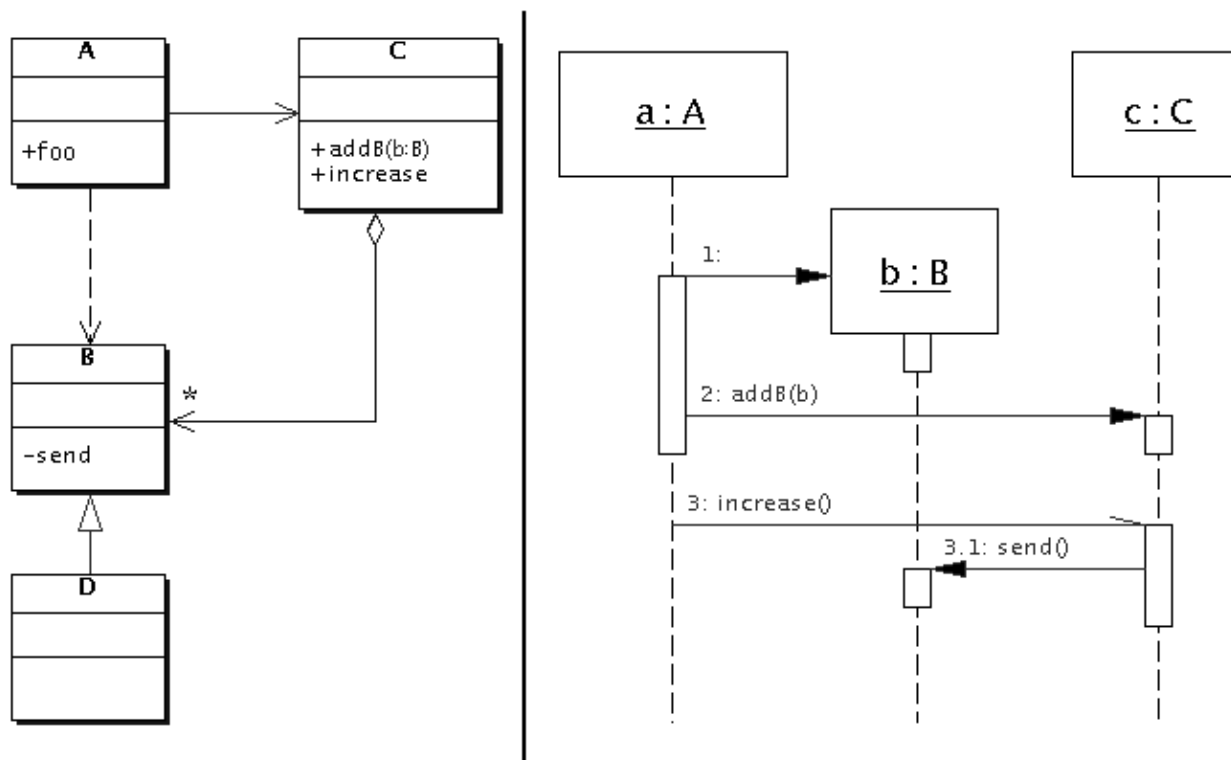 A
+foo
C
+addB(b:B)
+increase
B
*
-send
D
a : A
c : C
b : B
1:
2: addB(b)
3: increase()
3.1: send()